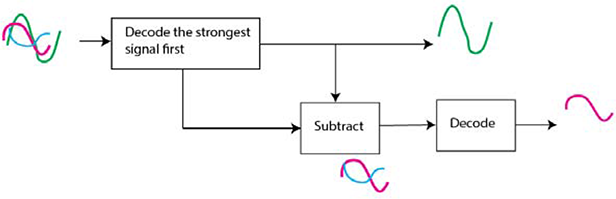 Decode the strongest
signal first
Subtract
Decode